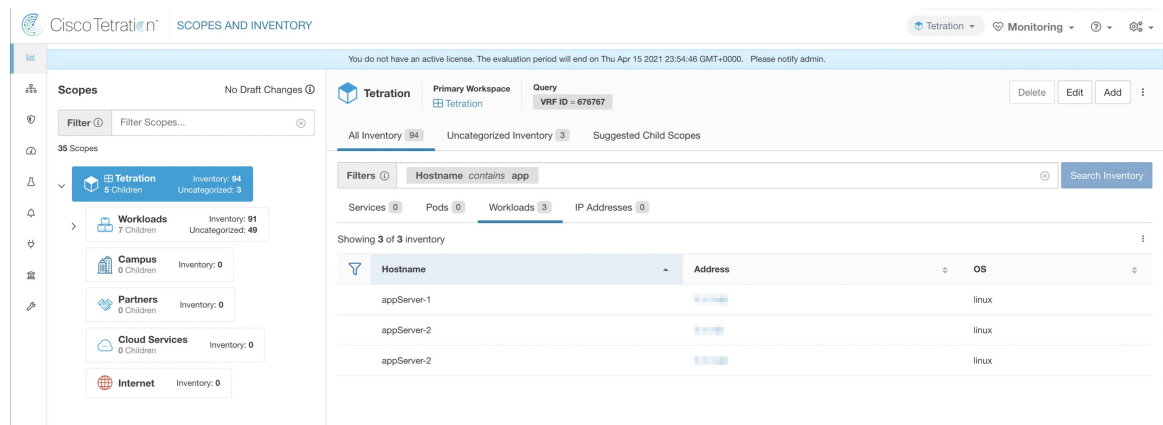 Cisco Tetration™ SCOPES AND INVENTORY
Tetration
Monitoring
You do not have an active license. The evaluation period will end on Thu Apr 15 2021 23:54:46 GMT+0000. Please notify admin.
Scopes
No Draft Changes
Filter
Filter Scopes...
35 Scopes
Tetration
5 Children
Inventory: 94
Uncategorized: 3
Workloads
7 Children
Inventory: 91
Uncategorized: 49
Campus
0 Children
Inventory: 0
Partners
0 Children
Inventory: 0
Cloud Services
0 Children
Inventory: 0
Internet
Inventory: 0
Tetration
Primary Workspace
Tetration
Query
VRF ID = 676767
Delete
Edit
Add
All Inventory 94
Uncategorized Inventory 3
Suggested Child Scopes
Filters
Hostname contains app
Search Inventory
Services 0
Pods 0
Workloads 3
IP Addresses 0
Showing 3 of 3 inventory
Hostname Address OS
appServer-1 linux
appServer-2 linux
appServer-2 linux